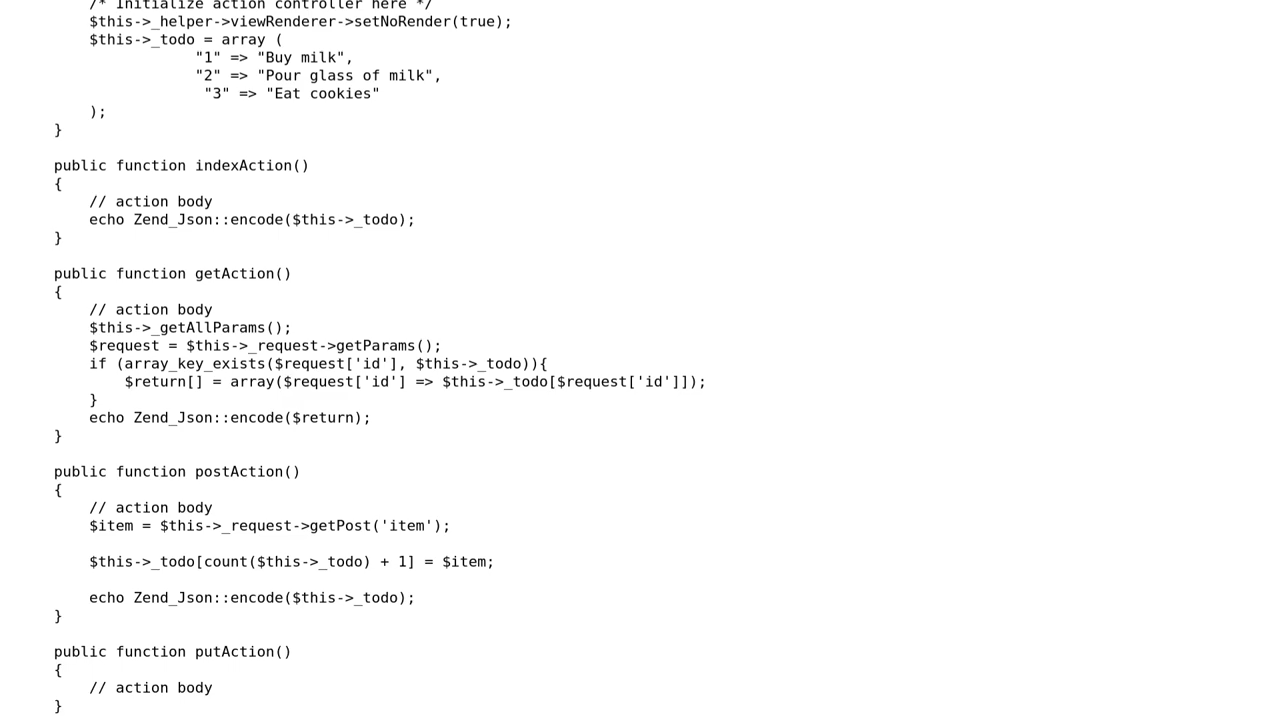 /* Initialize action controller here */
$this->_helper->viewRenderer->setNoRender(true);
$this->_todo = array (
"1" => "Buy milk",
"2" => "Pour glass of milk",
"3" => "Eat cookies"
);
}
public function indexAction()
{
// action body
echo Zend_Json::encode($this->_todo);
}
public function getAction()
{
// action body
$this->_getAllParams();
$request = $this->_request->getParams();
if (array_key_exists($request['id'], $this->_todo)){
$return[] = array($request['id'] => $this->_todo[$request['id']]);
}
echo Zend_Json::encode($return);
}
public function postAction()
{
// action body
$item = $this->_request->getPost('item');
$this->_todo[count($this->_todo) + 1] = $item;
echo Zend_Json::encode($this->_todo);
}
public function putAction()
{
// action body
}